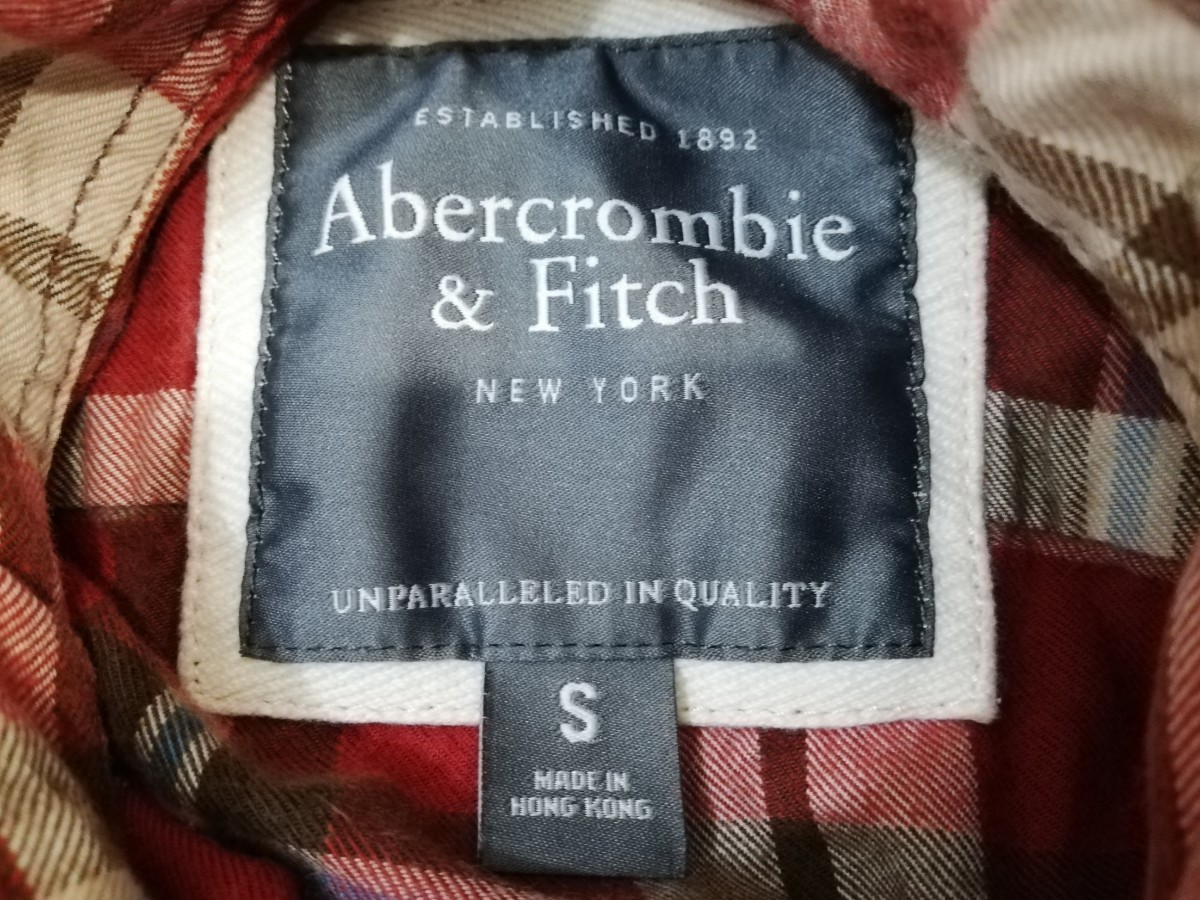 ESTABLISHED 1892
Abercrombie
& Fitch
NEW YORK
UNPARALLELED IN QUALITY
S
MADE IN
HONG KONG